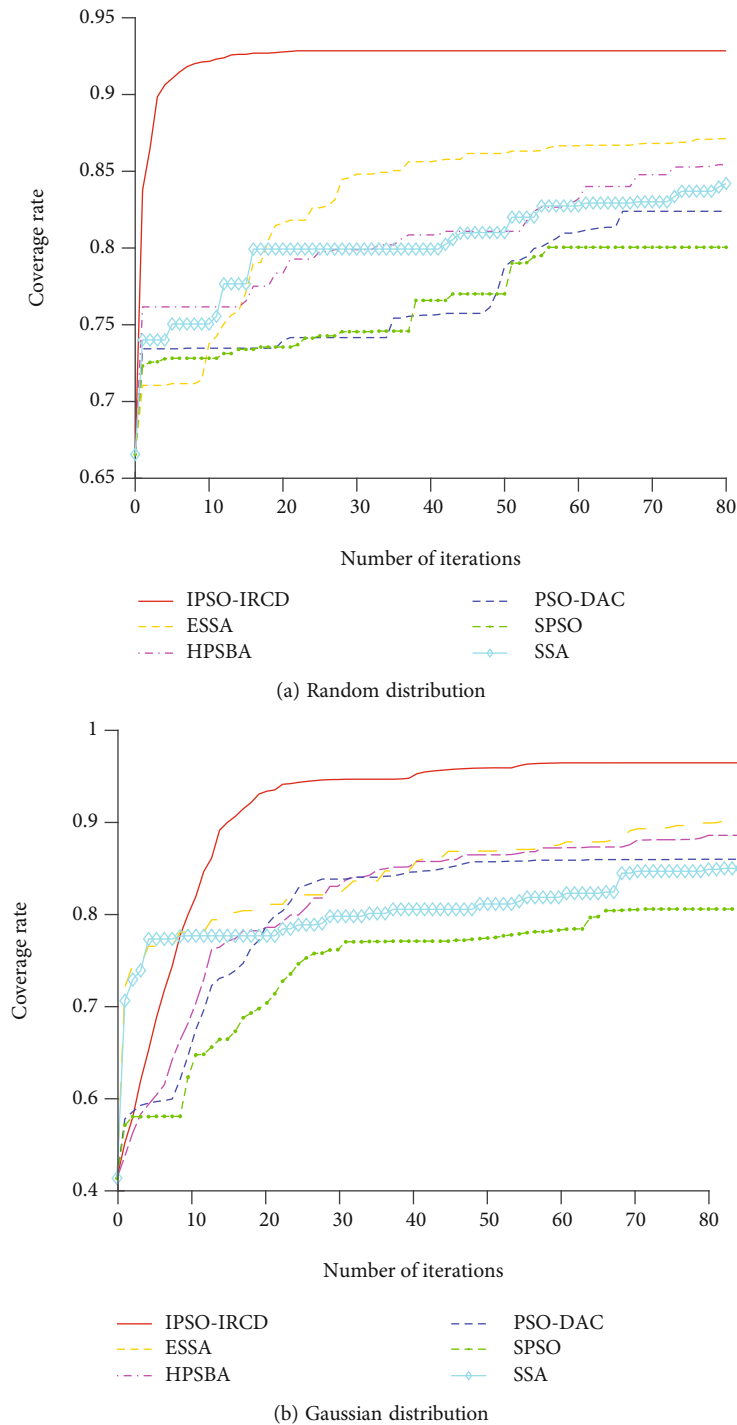 0.95
0.9
0.85
0.8
0.75
0.7
0.65
Coverage rate
0 10 20 30 40 50 60 70 80
Number of iterations
IPSO-IRCD PSO-DAC
ESSA SPSO
HPSBA SSA
(a) Random distribution
1
0.9
0.8
0.7
0.6
0.4
Coverage rate
0 10 20 30 40 50 60 70 80
Number of iterations
IPSO-IRCD PSO-DAC
ESSA SPSO
HPSBA SSA
(b) Gaussian distribution